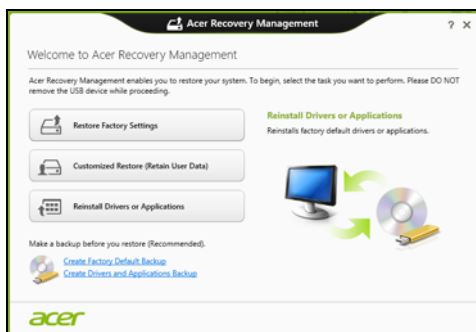 Acer Recovery Management
? X
Welcome to Acer Recovery Management
Acer Recovery Management enables you to restore your system. To begin, select the task you want to perform. Please DO NOT
remove the USB device while proceeding.
Restore Factory Settings
Customized Restore (Retain User Data)
Reinstall Drivers or Applications
Reinstall Drivers or Applications
Reinstalls factory default drivers or applications.
Make a backup before you restore (Recommended).
Create Factory Default Backup
Create Drivers and Applications Backup
acer